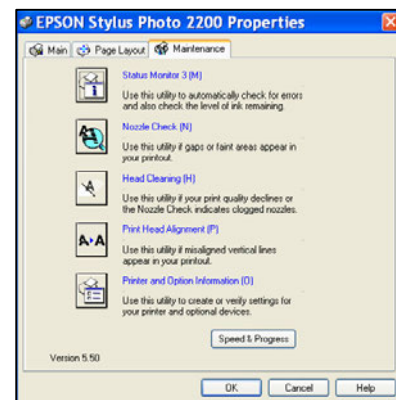 EPSON Stylus Photo 2200 Properties
Main
Page Layout
Maintenance
Status Monitor 3 (M)
Use this utility to automatically check for errors
and also check the level of ink remaining.
Nozzle Check (N)
Use this utility if gaps or faint areas appear in
your printout.
Head Cleaning (H)
Use this utility if your print quality declines or
the Nozzle Check indicates clogged nozzles.
Print Head Alignment (P)
Use this utility if misaligned vertical lines
appear in your printout.
Printer and Option Information (O)
Use this utility to create or verify settings for
your printer and optional devices.
Speed & Progress
Version 5.50
OK
Cancel
Help